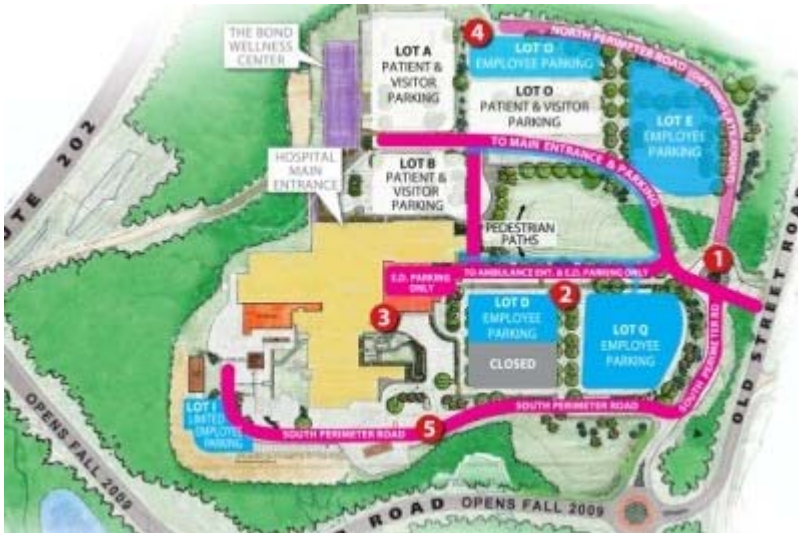 THE BOND
WELLNESS
CENTER
LOT A
PATIENT &
VISITOR
PARKING
4
NORTH PERIMETER ROAD
EMPLOYEE PARKING
LOT O
PATIENT & VISITOR
PARKING
LOT E
EMPLOYEE
PARKING
202
TO MAIN ENTRANCE & PARKING
HOSPITAL
MAIN
ENTRANCE
LOT B
PATIENT &
VISITOR
PARKING
PEDESTRIAN
PATHS
1
E.D. PARKING
ONLY
TO AMBULANCE ENT. & E.D. PARKING ONLY
2
3
LOT D
EMPLOYEE
PARKING
CLOSED
LOT Q
EMPLOYEE
PARKING
SOUTH PERIMETER RD
OLD STREET ROAD
LOT I
LIMITED
EMPLOYEE
PARKING
SOUTH PERIMETER ROAD
5
SOUTH PERIMETER ROAD
OPENS FALL 2009
ROAD OPENS FALL 2009